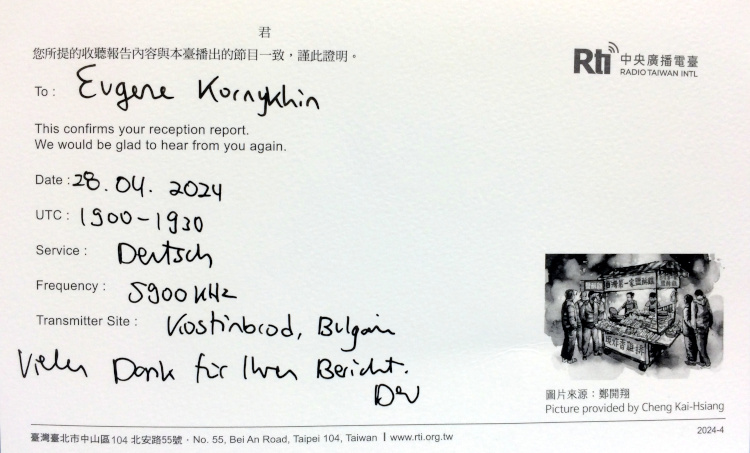 君
您所提的收聽報告內容與本臺播出的節目一致，謹此證明。
Rti 中央廣播電臺
RADIO TAIWAN INTL
To : Eugene Kornykhin
This confirms your reception report.
We would be glad to hear from you again.
Date : 28.04. 2024
UTC : 1900-1930
Service : Deutsch
Frequency : 5900 KHz
Transmitter Site : Kostinbrod, Bulgarien
Vielen Dank für Ihren Bericht.
圖片來源：鄭開翔
Picture provided by Cheng Kai-Hsiang
臺灣臺北市中山區104 北安路55號 · No. 55, Bei An Road, Taipei 104, Taiwan | www.rti.org.tw
2024-4